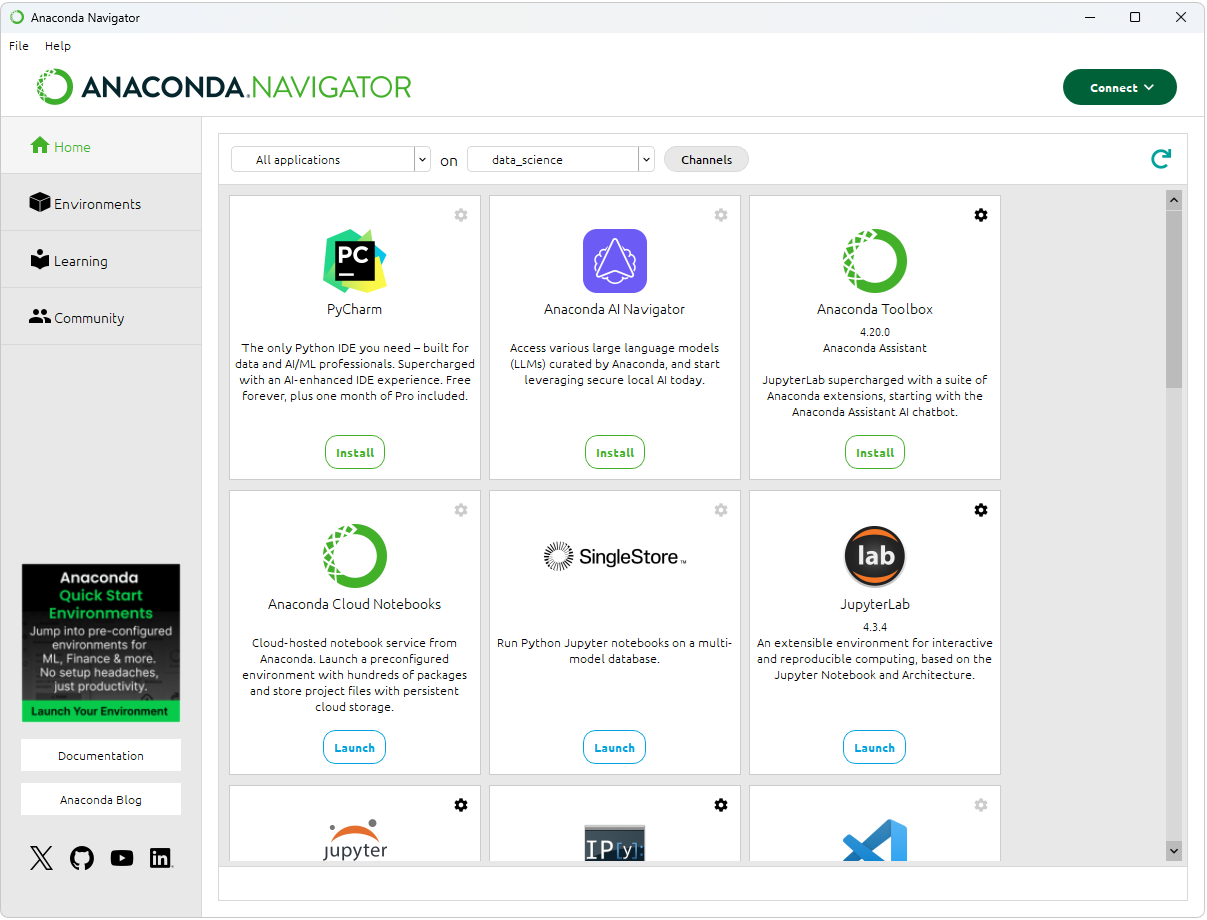 Anaconda Navigator
File Help
ANACONDA.NAVIGATOR
Connect
Home
Environments
Learning
Community
Anaconda
Quick Start
Environments
Jump into pre-configured
environments for
ML, Finance & more.
No setup headaches,
just productivity.
Launch Your Environment
Documentation
Anaconda Blog
All applications on data_science Channels
PC
PyCharm
The only Python IDE you need – built for
data and AI/ML professionals. Supercharged
with an AI-enhanced IDE experience. Free
forever, plus one month of Pro included.
Install
Anaconda AI Navigator
Access various large language models
(LLMs) curated by Anaconda, and start
leveraging secure local AI today.
Install
Anaconda Toolbox
4.20.0
Anaconda Assistant
JupyterLab supercharged with a suite of
Anaconda extensions, starting with the
Anaconda Assistant AI chatbot.
Install
Anaconda Cloud Notebooks
Cloud-hosted notebook service from
Anaconda. Launch a preconfigured
environment with hundreds of packages
and store project files with persistent
cloud storage.
Launch
SingleStore™
Run Python Jupyter notebooks on a multi-
model database.
Launch
lab
JupyterLab
4.3.4
An extensible environment for interactive
and reproducible computing, based on the
Jupyter Notebook and Architecture.
Launch
jupyter
IP[y]:
in